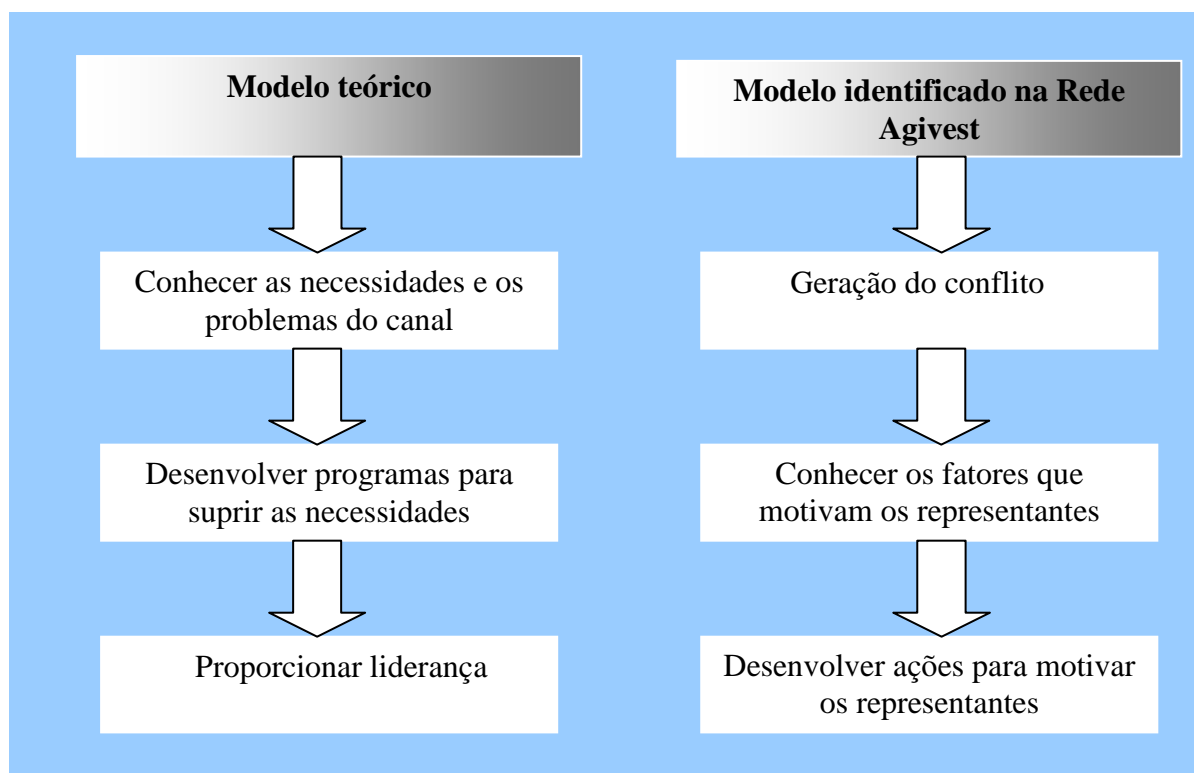 Modelo teórico
Conhecer as necessidades e os
problemas do canal
Desenvolver programas para
suprir as necessidades
Proporcionar liderança
Modelo identificado na Rede
Agivest
Geração do conflito
Conhecer os fatores que
motivam os representantes
Desenvolver ações para motivar
os representantes